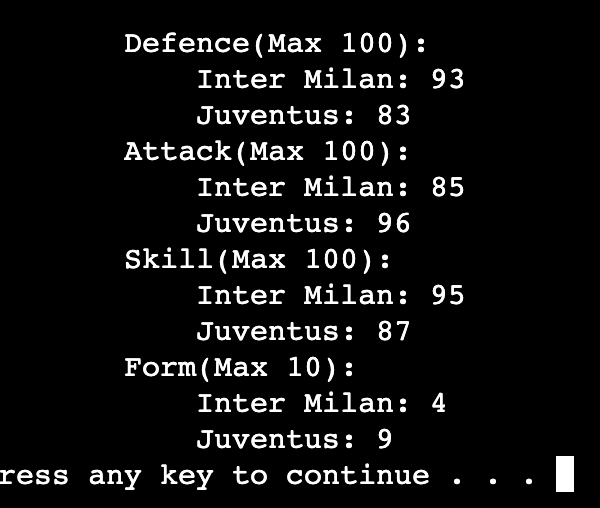 Defence(Max 100):
Inter Milan: 93
Juventus: 83
Attack(Max 100):
Inter Milan: 85
Juventus: 96
Skill(Max 100):
Inter Milan: 95
Juventus: 87
Form(Max 10):
Inter Milan: 4
Juventus: 9
ress any key to continue . . .